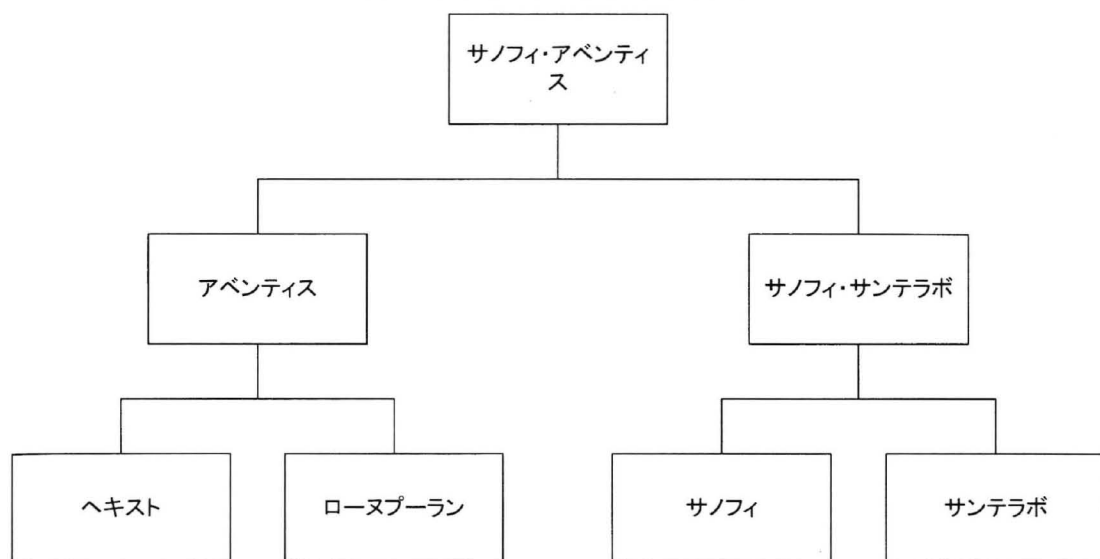 サノフィ・アベンティ
ス
アベンティス
サノフィ・サンテラボ
ヘキスト
ローヌプーラン
サノフィ
サンテラボ